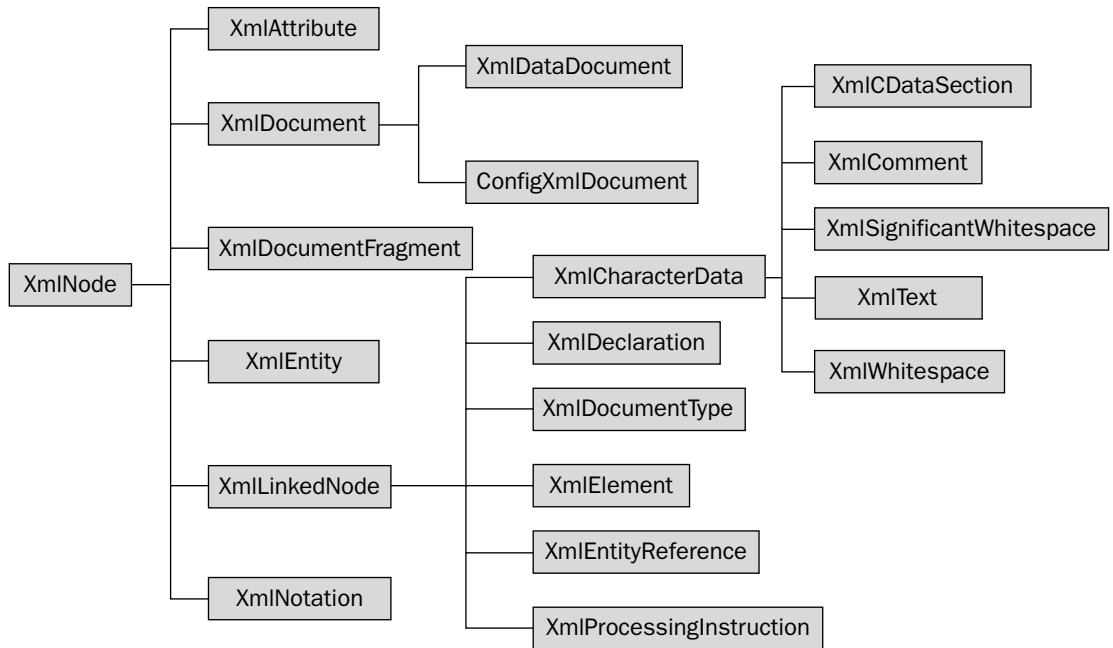 XmlNode
XmlAttribute
XmlDocument
XmlDataDocument
ConfigXmlDocument
XmlDocumentFragment
XmlEntity
XmlLinkedNode
XmlCharacterData
XmlCDataSection
XmlComment
XmlSignificantWhitespace
XmlText
XmlWhitespace
XmlDeclaration
XmlDocumentType
XmlElement
XmlEntityReference
XmlProcessingInstruction
XmlNotation